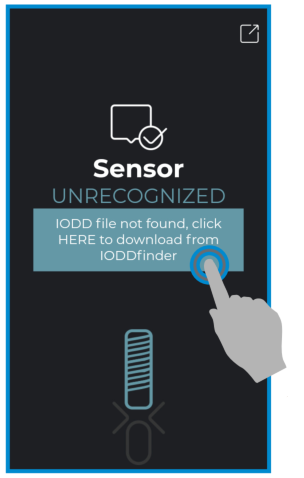 Sensor
UNRECOGNIZED
IODD file not found, click
HERE to download from
IODDfinder